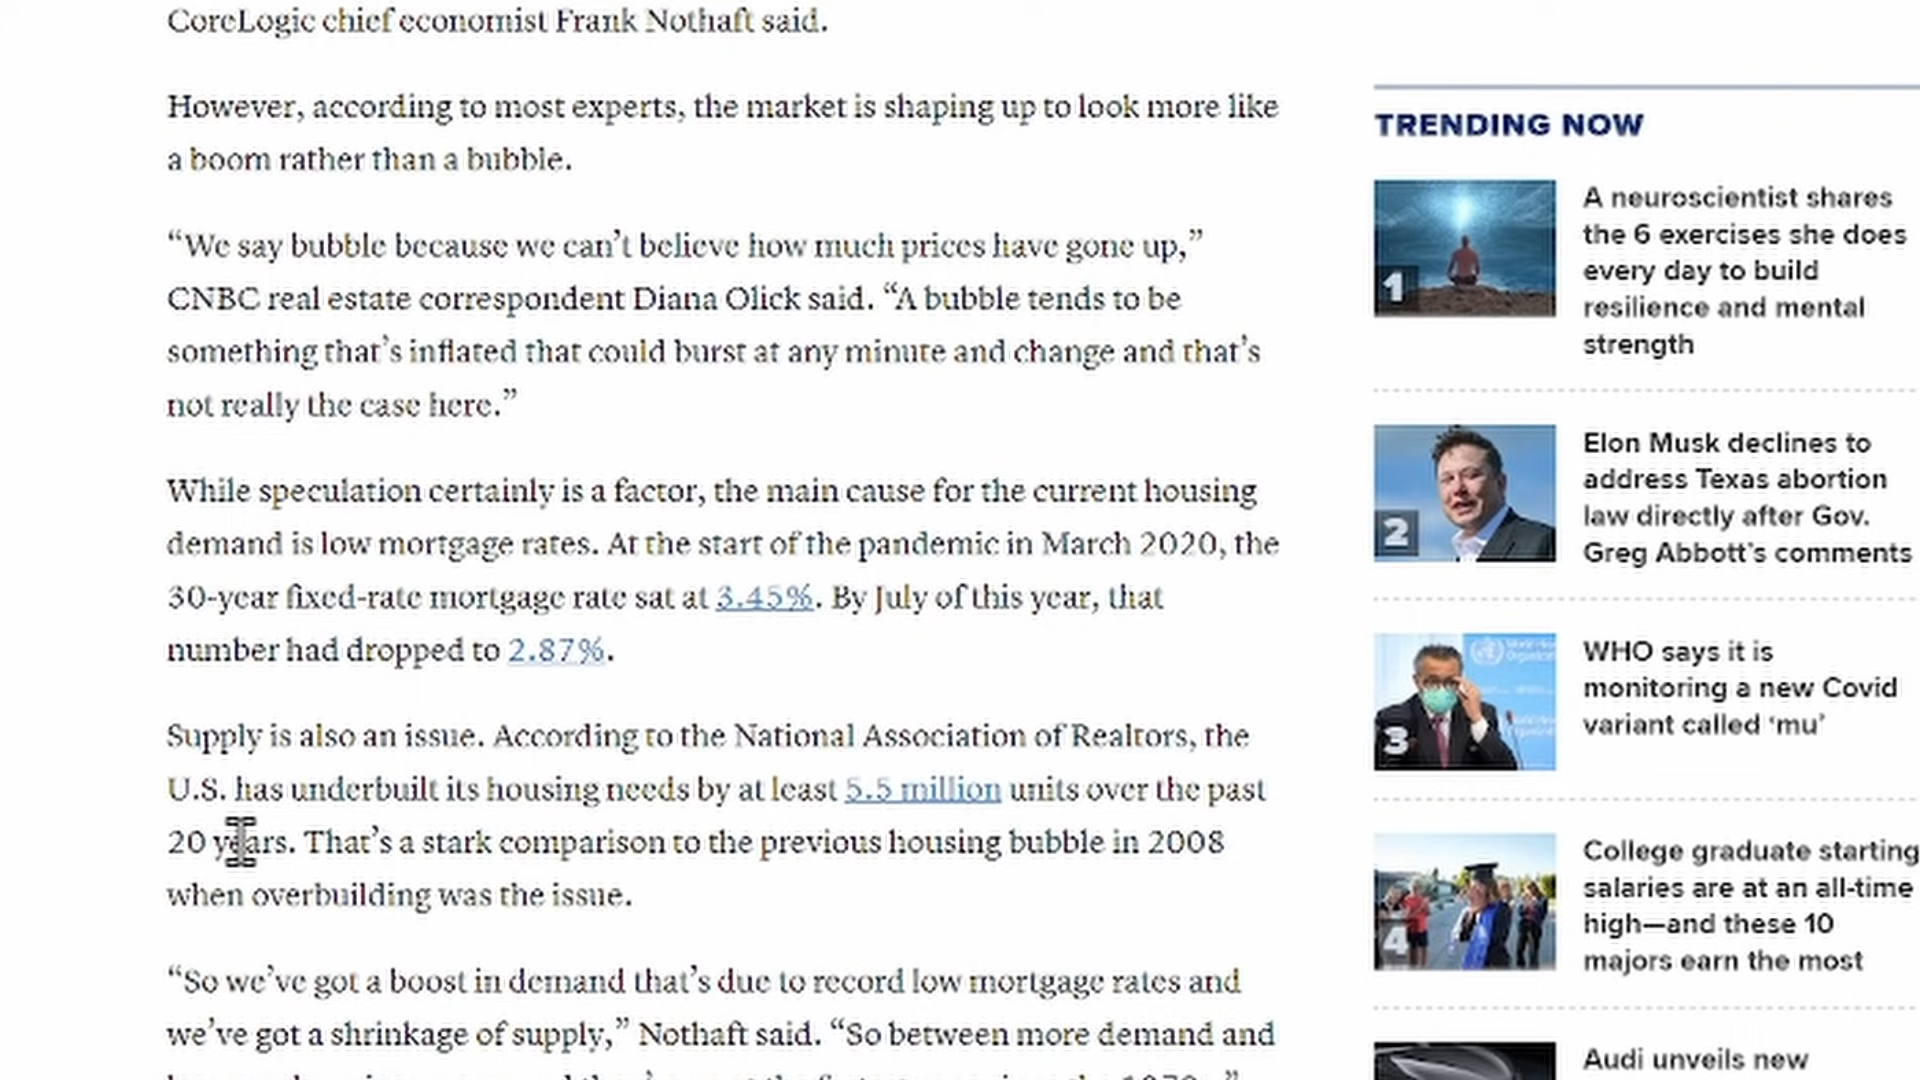 CoreLogic chief economist Frank Nothaft said.
However, according to most experts, the market is shaping up to look more like
a boom rather than a bubble.
“We say bubble because we can’t believe how much prices have gone up,”
CNBC real estate correspondent Diana Olick said. “A bubble tends to be
something that’s inflated that could burst at any minute and change and that’s
not really the case here.”
While speculation certainly is a factor, the main cause for the current housing
demand is low mortgage rates. At the start of the pandemic in March 2020, the
30-year fixed-rate mortgage rate sat at 3.45%. By July of this year, that
number had dropped to 2.87%.
Supply is also an issue. According to the National Association of Realtors, the
U.S. has underbuilt its housing needs by at least 5.5 million units over the past
20 years. That’s a stark comparison to the previous housing bubble in 2008
when overbuilding was the issue.
“So we’ve got a boost in demand that’s due to record low mortgage rates and
we’ve got a shrinkage of supply,” Nothaft said. “So between more demand and
TRENDING NOW
1
A neuroscientist shares
the 6 exercises she does
every day to build
resilience and mental
strength
2
Elon Musk declines to
address Texas abortion
law directly after Gov.
Greg Abbott’s comments
3
WHO says it is
monitoring a new Covid
variant called ‘mu’
4
College graduate starting
salaries are at an all-time
high—and these 10
majors earn the most
Audi unveils new